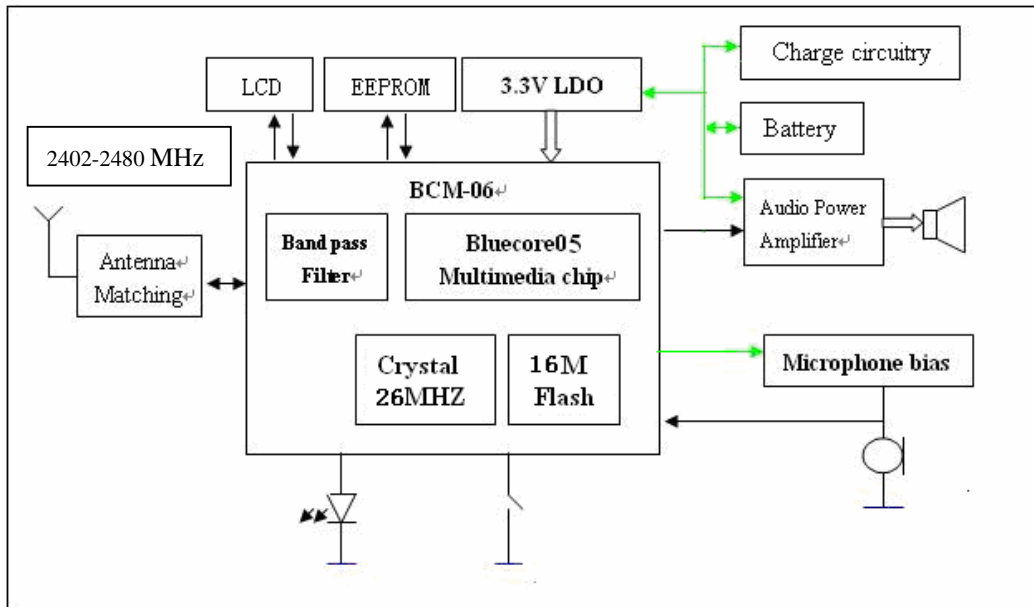 LCD
EEPROM
3.3V LDO
Charge circuitry
Battery
2402-2480 MHz
BCM-06↵
Audio Power
Amplifier↵
Band pass
Filter↵
Bluecore05
Multimedia chip↵
Antenna↵
Matching↵
Crystal
26MHZ
16M
Flash
Microphone bias